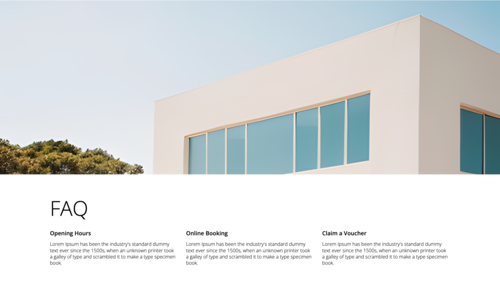 FAQ
Opening Hours
Lorem Ipsum has been the industry's standard dummy
text ever since the 1500s, when an unknown printer took
a galley of type and scrambled it to make a type specimen
book.
Online Booking
Lorem Ipsum has been the industry's standard dummy
text ever since the 1500s, when an unknown printer took
a galley of type and scrambled it to make a type specimen
book.
Claim a Voucher
Lorem Ipsum has been the industry's standard dummy
text ever since the 1500s, when an unknown printer took
a galley of type and scrambled it to make a type specimen
book.